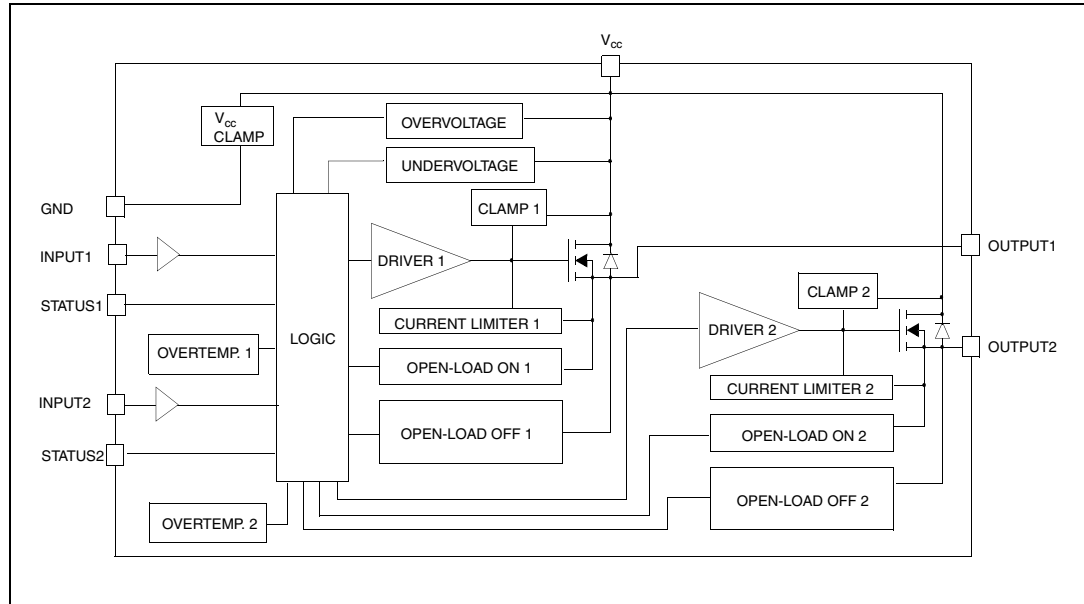 Vcc
Vcc
CLAMP
OVERVOLTAGE
UNDERVOLTAGE
GND
CLAMP 1
INPUT1
DRIVER 1
OUTPUT1
STATUS1
CLAMP 2
CURRENT LIMITER 1
DRIVER 2
LOGIC
OVERTEMP. 1
OUTPUT2
OPEN-LOAD ON 1
CURRENT LIMITER 2
INPUT2
OPEN-LOAD OFF 1
OPEN-LOAD ON 2
STATUS2
OPEN-LOAD OFF 2
OVERTEMP. 2